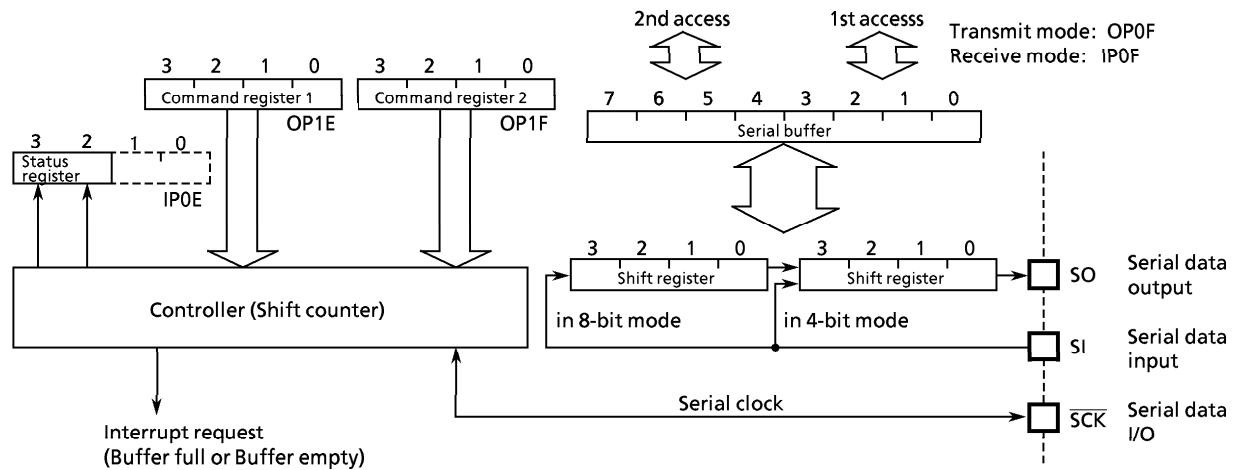 2nd access
1st accesss
Transmit mode: OP0F
Receive mode: IP0F
3 2 1 0
Command register 1
OP1E
3 2 1 0
Command register 2
OP1F
7 6 5 4 3 2 1 0
Serial buffer
3 2 1 0
Status
register
IP0E
3 2 1 0
Shift register
3 2 1 0
Shift register
SO
Serial data
output
Controller (Shift counter)
in 8-bit mode
in 4-bit mode
SI
Serial data
input
Serial clock
SCK
Serial data
I/O
Interrupt request
(Buffer full or Buffer empty)